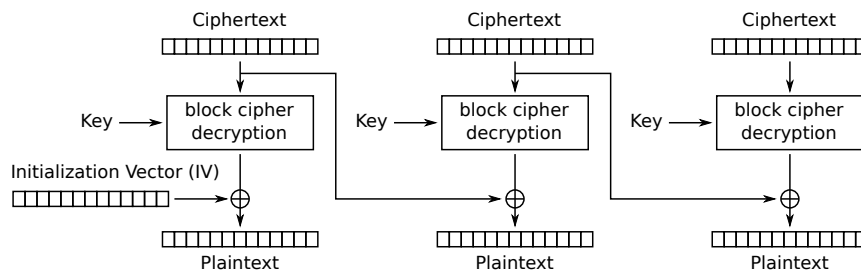 Ciphertext
Ciphertext
Ciphertext
Key
block cipher
decryption
Key
block cipher
decryption
Key
block cipher
decryption
Initialization Vector (IV)
Plaintext
Plaintext
Plaintext